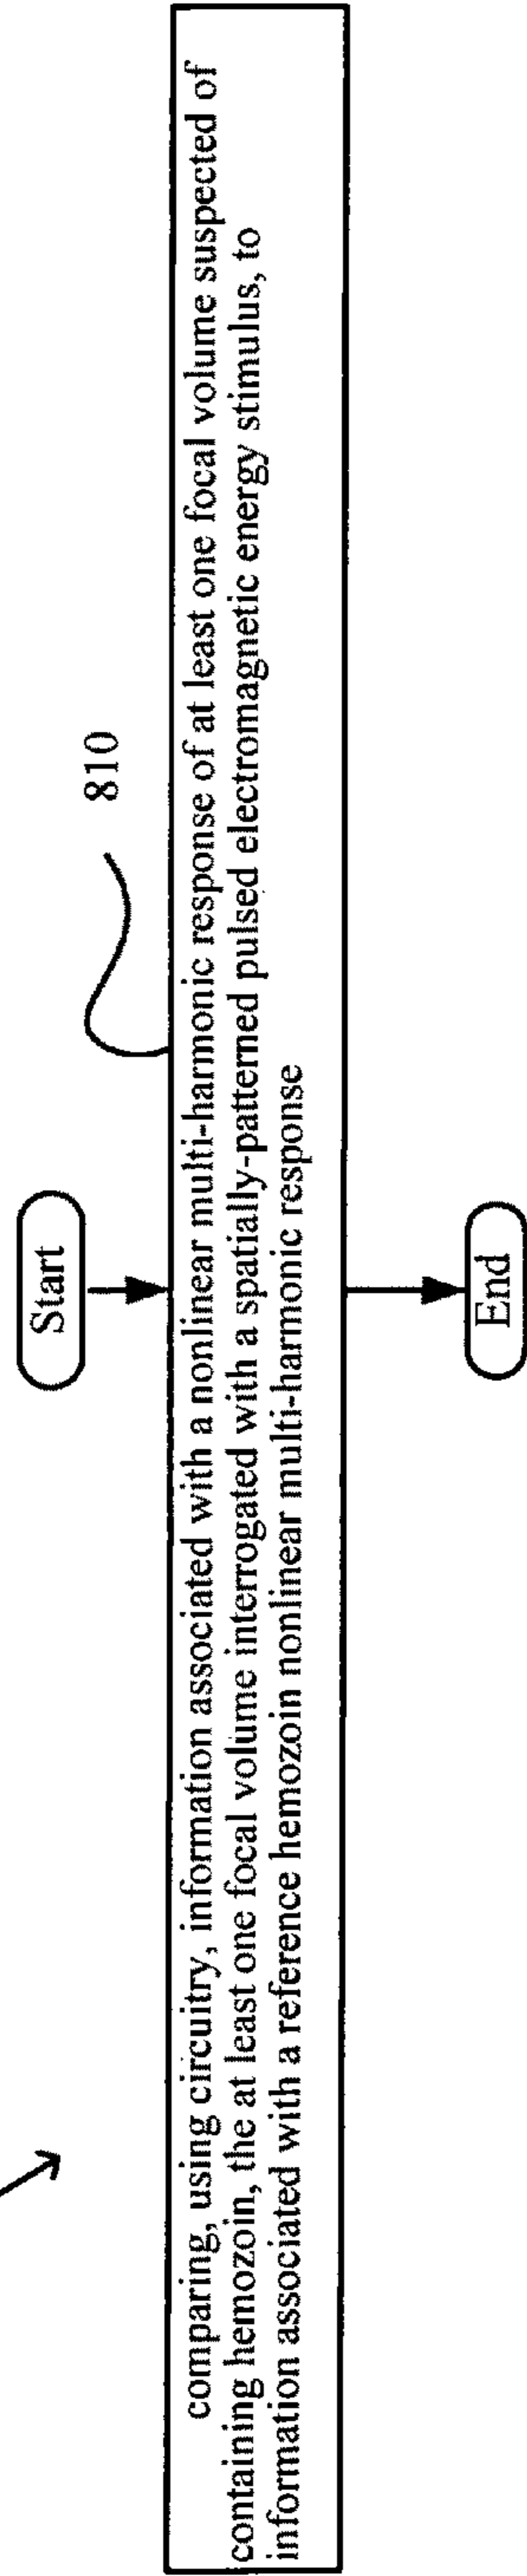 Start
810
comparing, using circuitry, information associated with a nonlinear multi-harmonic response of at least one focal volume suspected of
containing hemozoin, the at least one focal volume interrogated with a spatially-patterned pulsed electromagnetic energy stimulus, to
information associated with a reference hemozoin nonlinear multi-harmonic response
End